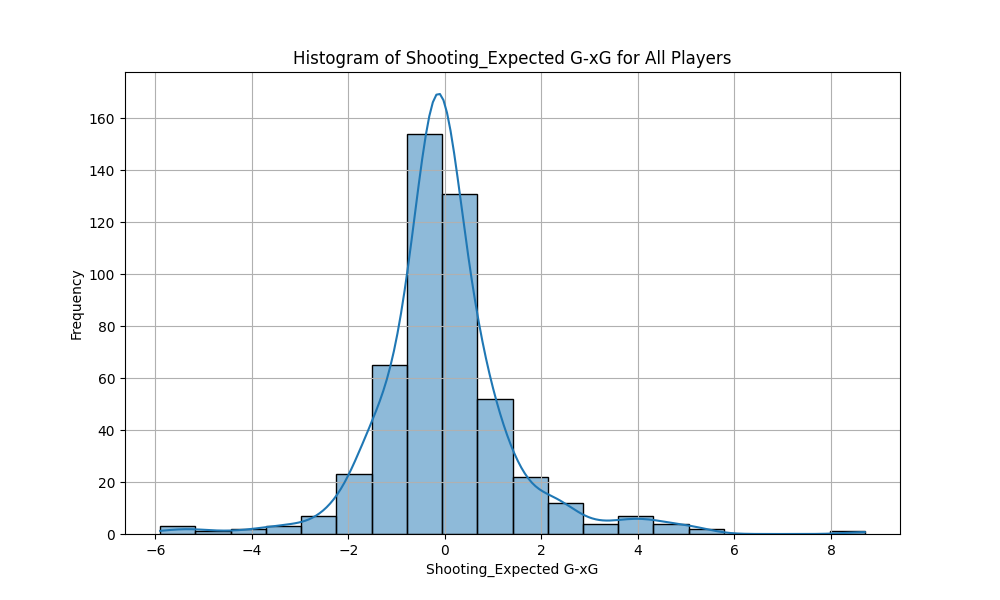 Histogram of Shooting_Expected G-xG for All Players
Frequency
160
140
120
100
80
60
40
20
0
−6 −4 −2 0 2 4 6 8
Shooting_Expected G-xG